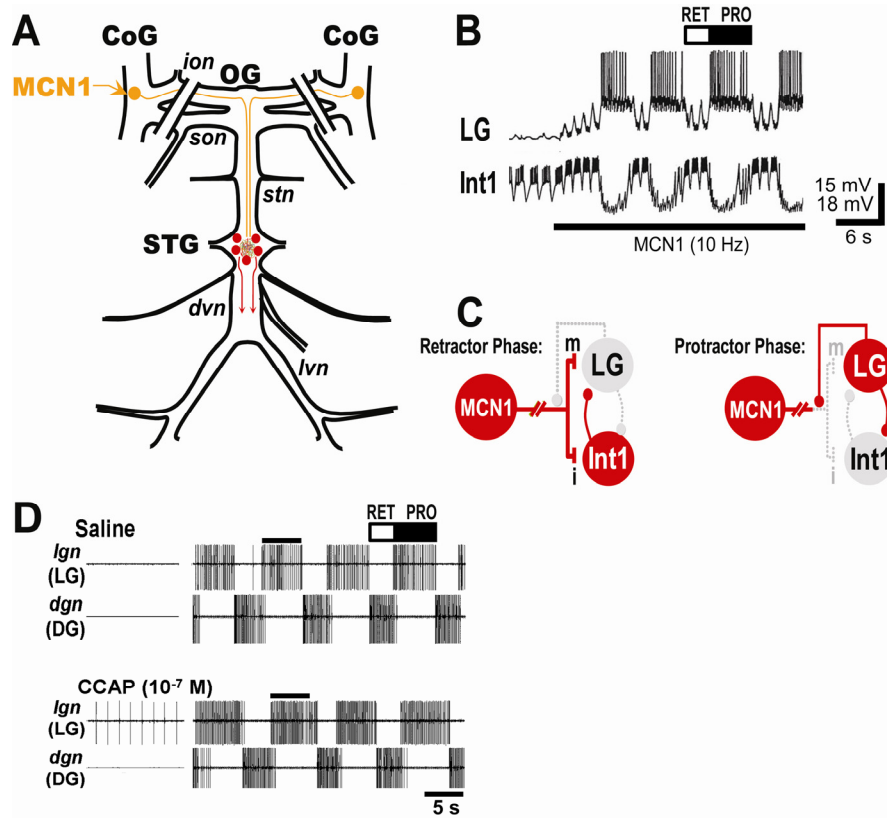 A
CoG
CoG
ion
OG
MCN1
son
stn
STG
dvn
lvn
B
RET PRO
LG
Int1
15 mV
18 mV
6 s
MCN1 (10 Hz)
C
Retractor Phase:
m
LG
MCN1
Int1
i
Protractor Phase:
m
LG
MCN1
Int1
i
D
Saline
RET PRO
lgn
(LG)
dgn
(DG)
CCAP (10⁻⁷ M)
lgn
(LG)
dgn
(DG)
5 s